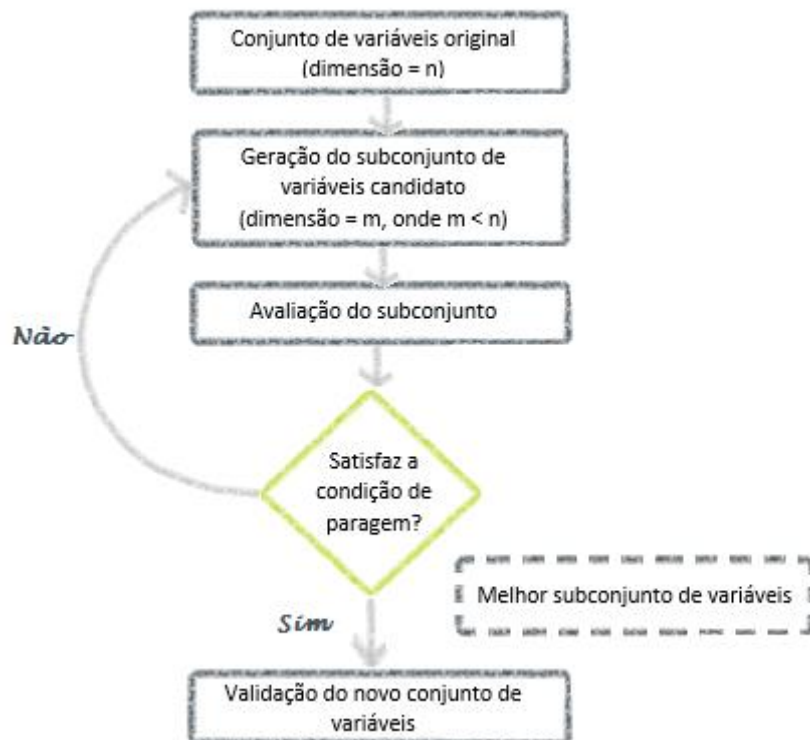 Conjunto de variáveis original
(dimensão = n)
Geração do subconjunto de
variáveis candidato
(dimensão = m, onde m < n)
Avaliação do subconjunto
Não
Satisfaz a
condição de
paragem?
Melhor subconjunto de variáveis
Sim
Validação do novo conjunto de
variáveis